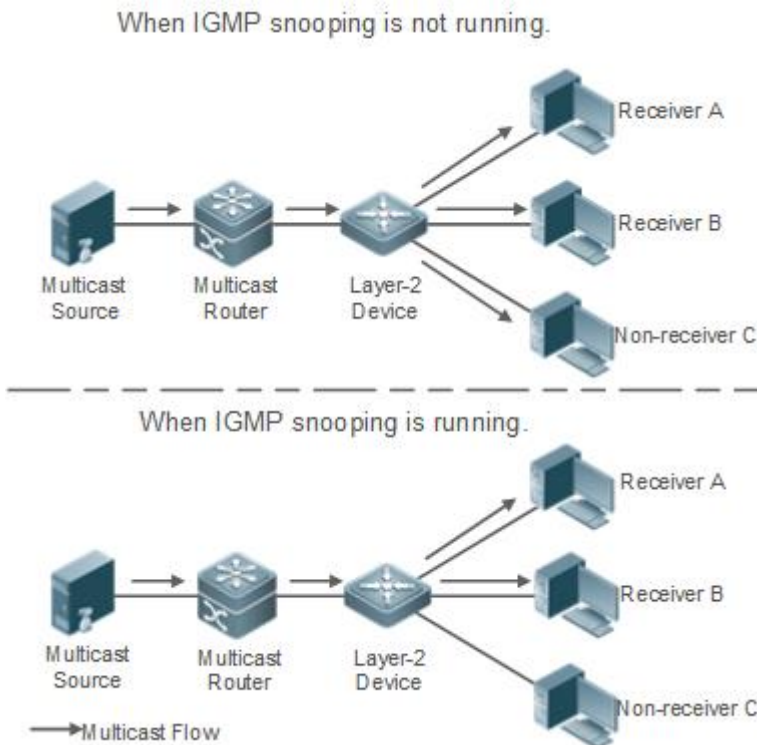 When IGMP snooping is not running.
Receiver A
Receiver B
Multicast
Source
Multicast
Router
Layer-2
Device
Non-receiver C
When IGMP snooping is running.
Receiver A
Receiver B
Multicast
Source
Multicast
Router
Layer-2
Device
Non-receiver C
Multicast Flow